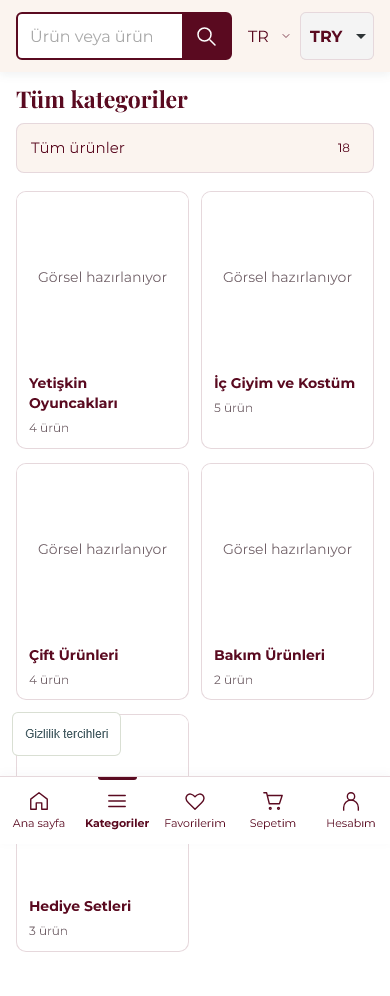 Ürün veya ürün
TR
TRY
Tüm kategoriler
Tüm ürünler
18
Görsel hazırlanıyor
Görsel hazırlanıyor
Yetişkin
Oyuncakları
4 ürün
İç Giyim ve Kostüm
5 ürün
Görsel hazırlanıyor
Görsel hazırlanıyor
Çift Ürünleri
4 ürün
Bakım Ürünleri
2 ürün
Gizlilik tercihleri
Ana sayfa
Kategoriler
Favorilerim
Sepetim
Hesabım
Hediye Setleri
3 ürün